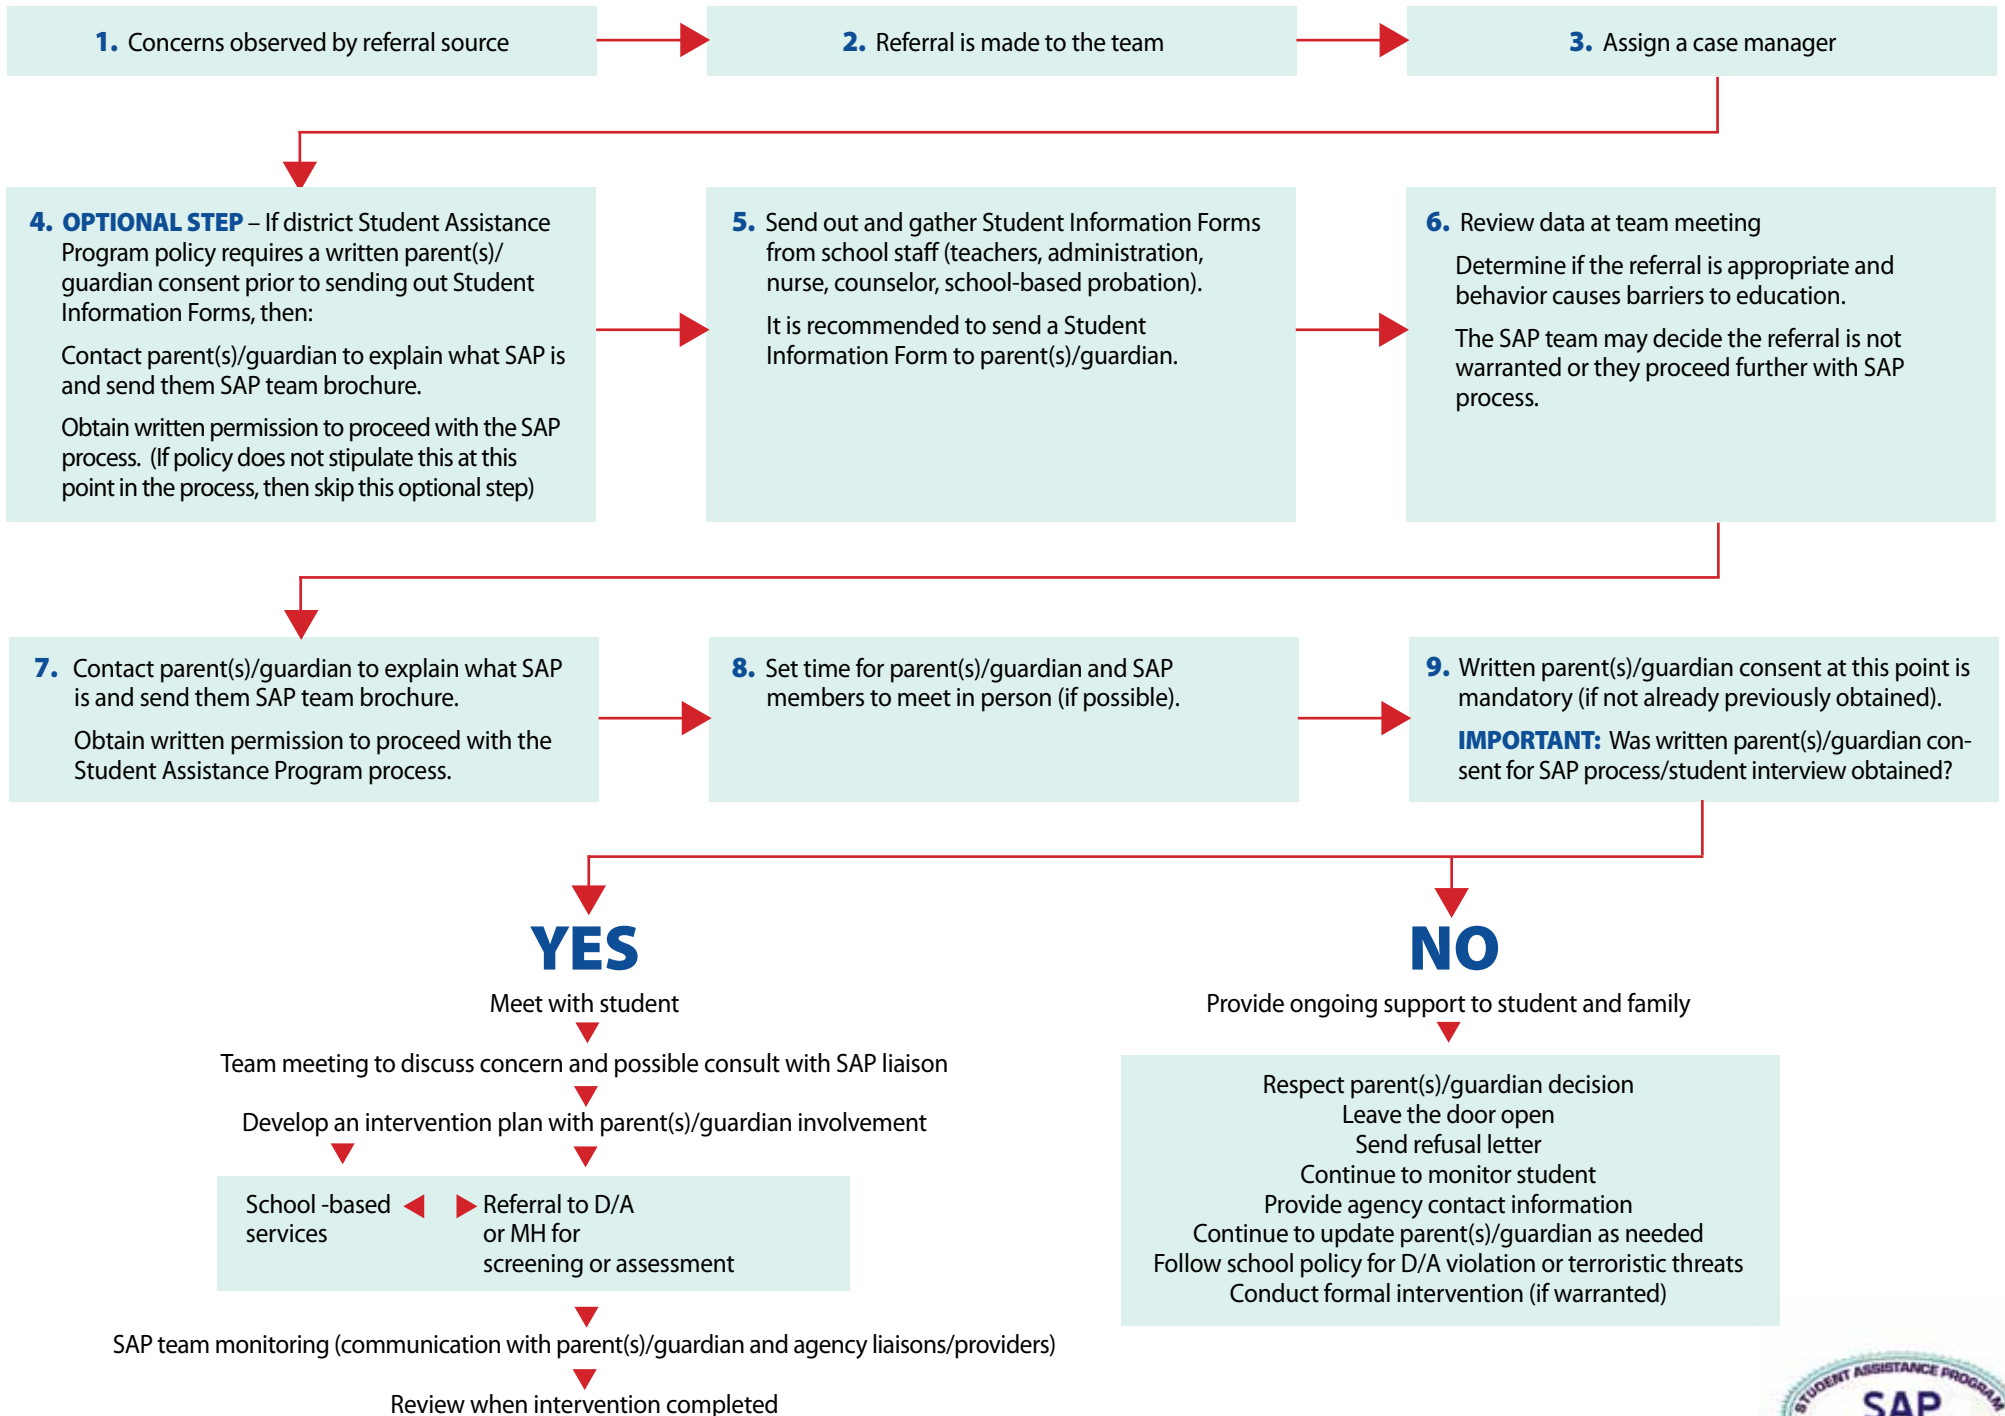 1. Concerns observed by referral source
2. Referral is made to the team
3. Assign a case manager
4. OPTIONAL STEP – If district Student Assistance
Program policy requires a written parent(s)/
guardian consent prior to sending out Student
Information Forms, then:
Contact parent(s)/guardian to explain what SAP is
and send them SAP team brochure.
Obtain written permission to proceed with the SAP
process. (If policy does not stipulate this at this
point in the process, then skip this optional step)
5. Send out and gather Student Information Forms
from school staff (teachers, administration,
nurse, counselor, school-based probation).
It is recommended to send a Student
Information Form to parent(s)/guardian.
6. Review data at team meeting
Determine if the referral is appropriate and
behavior causes barriers to education.
The SAP team may decide the referral is not
warranted or they proceed further with SAP
process.
7. Contact parent(s)/guardian to explain what SAP
is and send them SAP team brochure.
Obtain written permission to proceed with the
Student Assistance Program process.
8. Set time for parent(s)/guardian and SAP
members to meet in person (if possible).
9. Written parent(s)/guardian consent at this point is
mandatory (if not already previously obtained).
IMPORTANT: Was written parent(s)/guardian con-
sent for SAP process/student interview obtained?
YES
Meet with student
Team meeting to discuss concern and possible consult with SAP liaison
Develop an intervention plan with parent(s)/guardian involvement
School -based
services
Referral to D/A
or MH for
screening or assessment
SAP team monitoring (communication with parent(s)/guardian and agency liaisons/providers)
Review when intervention completed
NO
Provide ongoing support to student and family
Respect parent(s)/guardian decision
Leave the door open
Send refusal letter
Continue to monitor student
Provide agency contact information
Continue to update parent(s)/guardian as needed
Follow school policy for D/A violation or terroristic threats
Conduct formal intervention (if warranted)
STUDENT ASSISTANCE PROGRAM
SAP